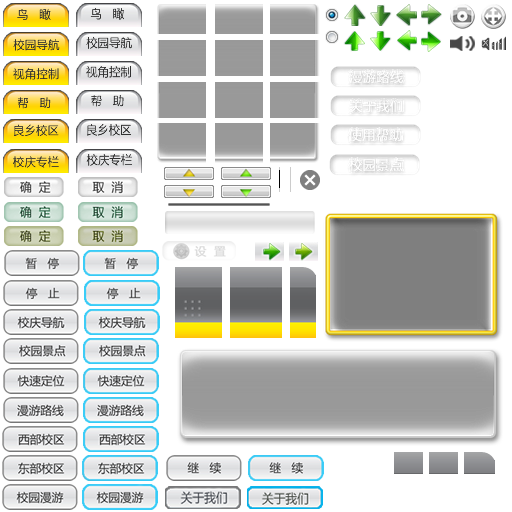 鸟 瞰 鸟 瞰
校园导航 校园导航
视角控制 视角控制
帮 助 帮 助
良乡校区 良乡校区
校庆专栏 校庆专栏
确 定 取 消
确 定 取 消
确 定 取 消
暂 停 暂 停
停 止 停 止
校庆导航 校庆导航
校园景点 校园景点
快速定位 快速定位
漫游路线 漫游路线
西部校区 西部校区
东部校区 东部校区
校园漫游 校园漫游
漫游路线
关于我们
使用帮助
校园景点
设 置
继 续 继 续
关于我们 关于我们